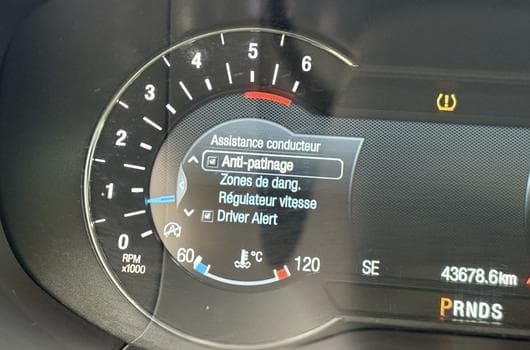 6
5
4
3
2
1
0
RPM
x1000
Assistance conducteur
Anti-patinage
Zones de dang.
Régulateur vitesse
Driver Alert
60 °C 120
SE 43678.6km
PRNDS